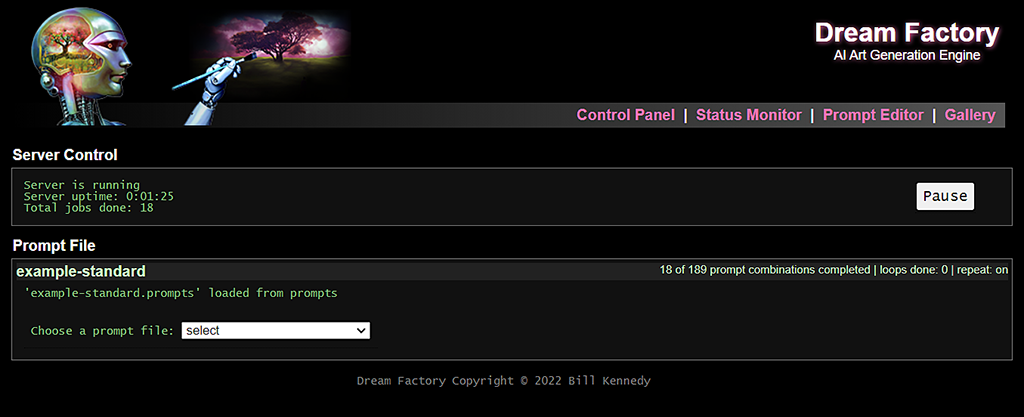 Dream Factory
AI Art Generation Engine
Control Panel | Status Monitor | Prompt Editor | Gallery
Server Control
Server is running
Server uptime: 0:01:25
Total jobs done: 18
Pause
Prompt File
example-standard
18 of 189 prompt combinations completed | loops done: 0 | repeat: on
'example-standard.prompts' loaded from prompts
Choose a prompt file: select
Dream Factory Copyright © 2022 Bill Kennedy